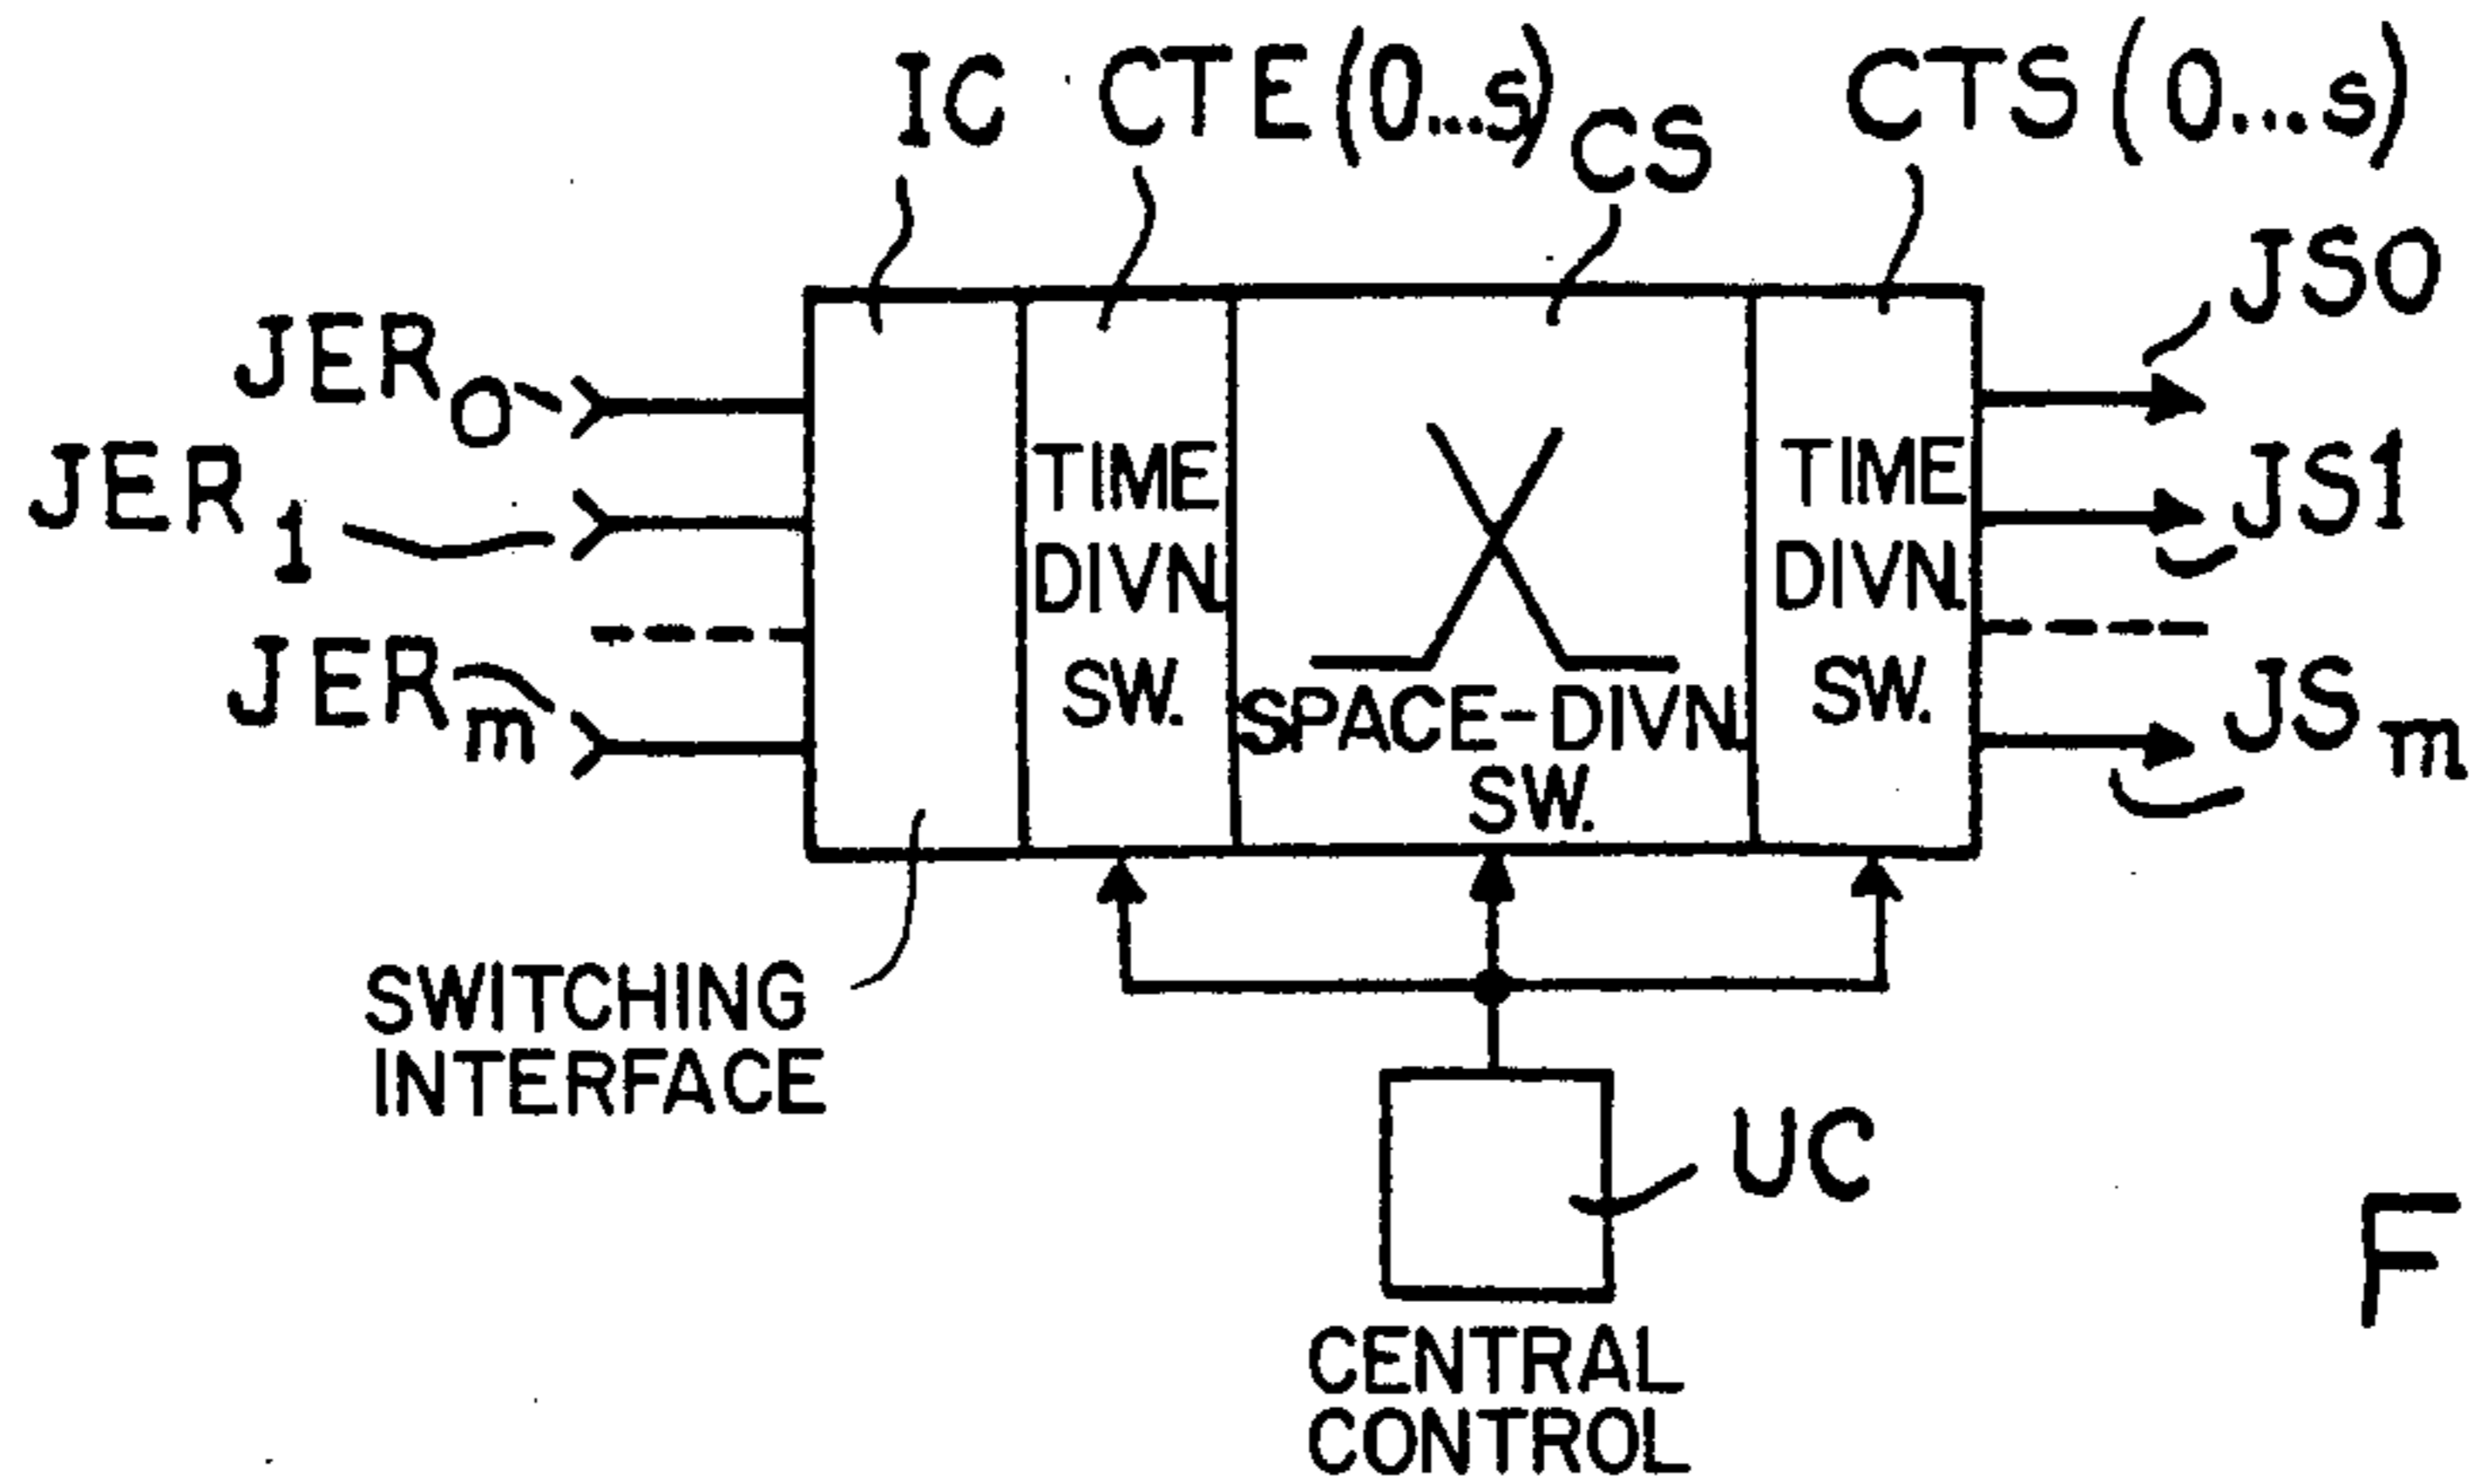 IC CTE(0...s) CS CTS(0...s)
JER0
JS0
JER1
JS1
JERm
JSm
TIME
DIVN.
SW.
SPACE-DIVN.
SW.
TIME
DIVN.
SW.
SWITCHING
INTERFACE
UC
CENTRAL
CONTROL
F